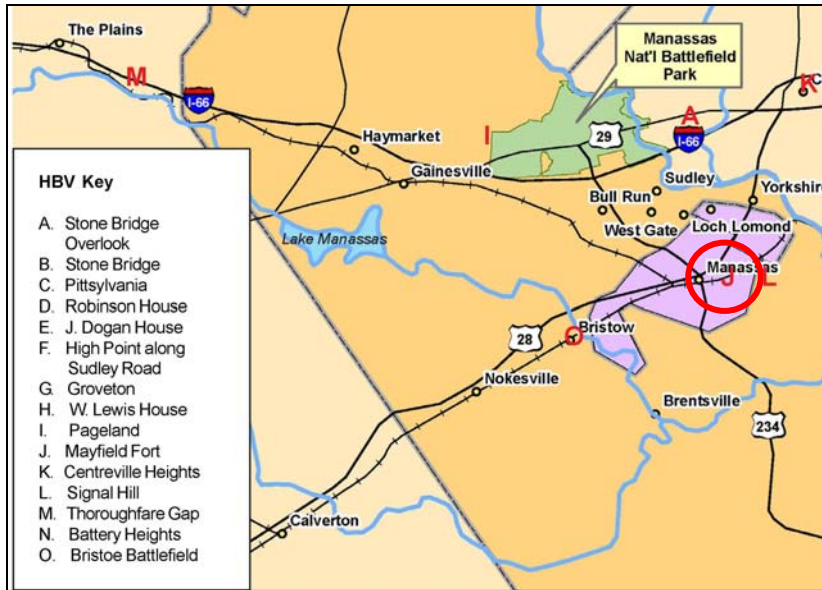 The Plains
M
I-66
Manassas
Nat'l Battlefield
Park
A
K
I
29
I-66
Haymarket
Gainesville
Sudley
Bull Run
Yorkshire
West Gate
Loch Lomond
Lake Manassas
Manassas
J
L
Bristow
O
28
Nokesville
Brentsville
234
Calverton
HBV Key
A. Stone Bridge
Overlook
B. Stone Bridge
C. Pittsylvania
D. Robinson House
E. J. Dogan House
F. High Point along
Sudley Road
G. Groveton
H. W. Lewis House
I. Pageland
J. Mayfield Fort
K. Centreville Heights
L. Signal Hill
M. Thoroughfare Gap
N. Battery Heights
O. Bristoe Battlefield